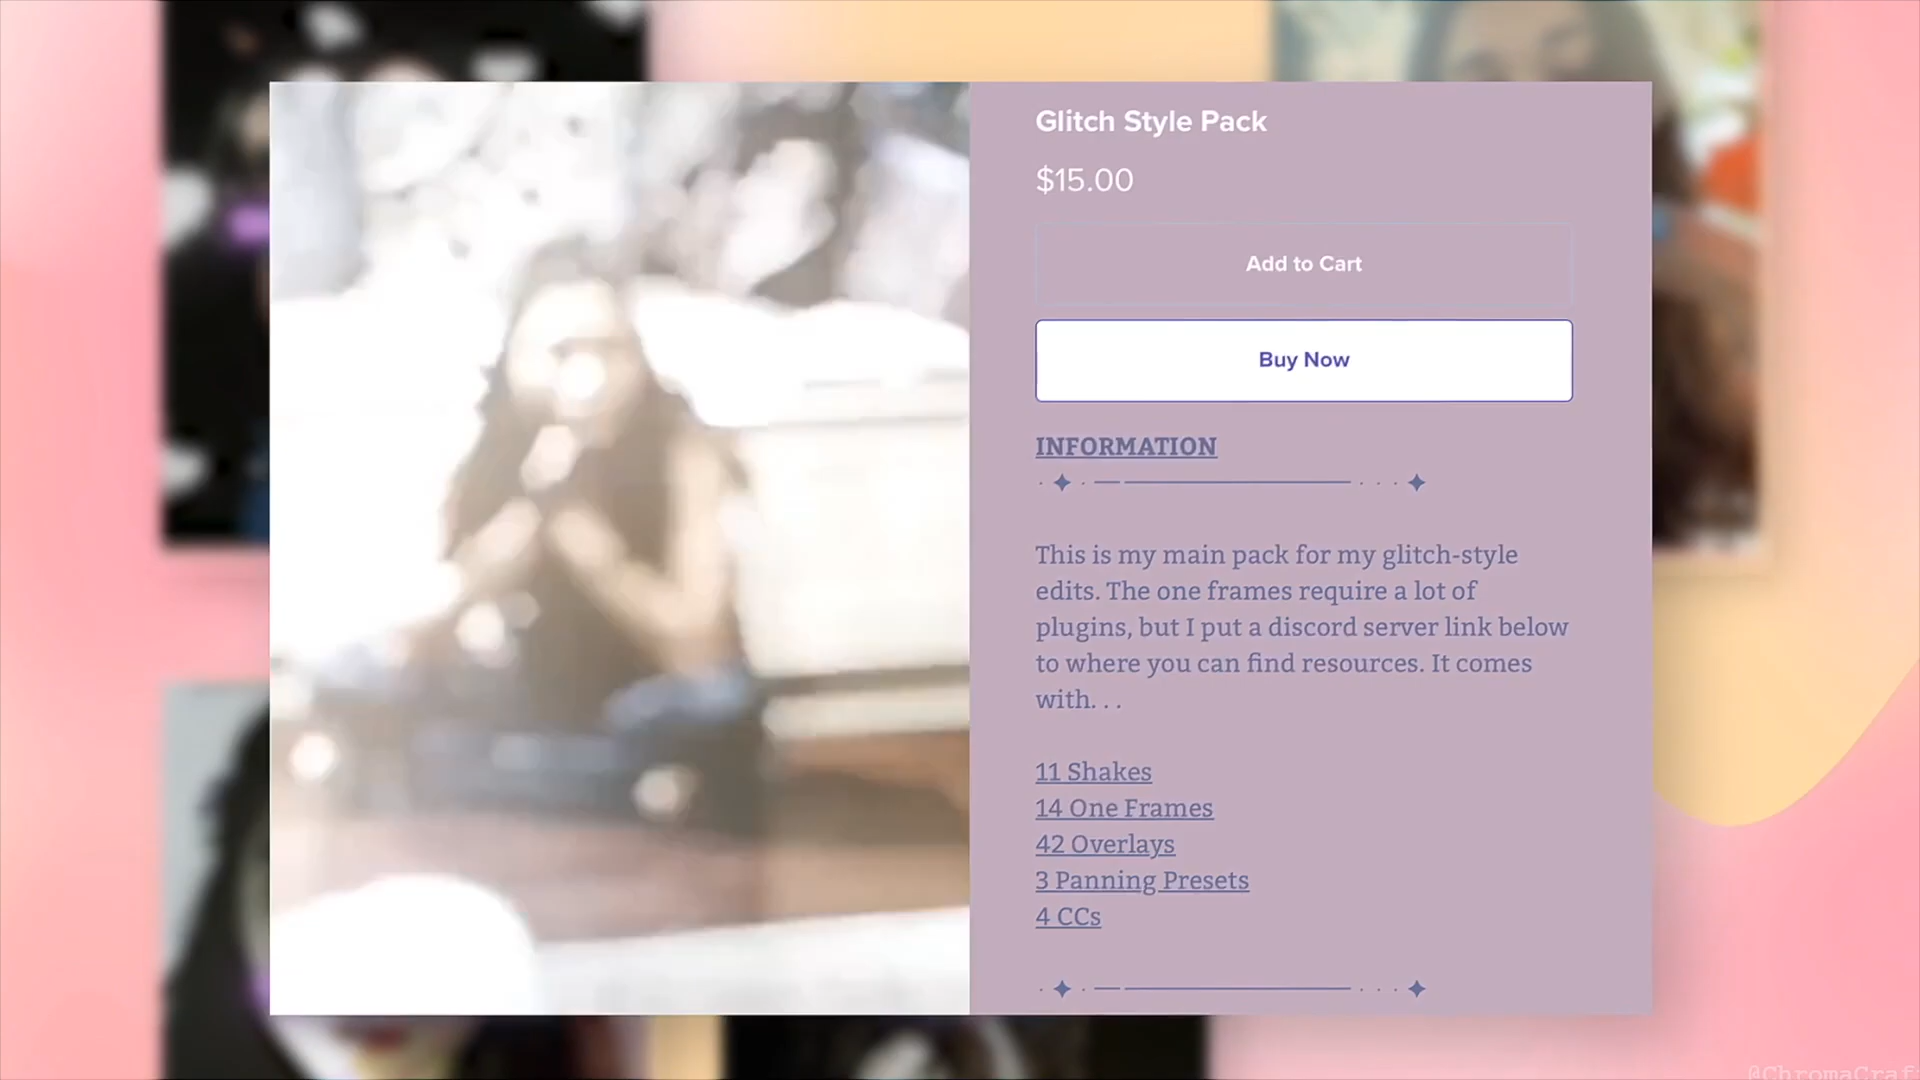 Glitch Style Pack
$15.00
Add to Cart
Buy Now
INFORMATION
This is my main pack for my glitch-style
edits. The one frames require a lot of
plugins, but I put a discord server link below
to where you can find resources. It comes
with. . .
11 Shakes
14 One Frames
42 Overlays
3 Panning Presets
4 CCs